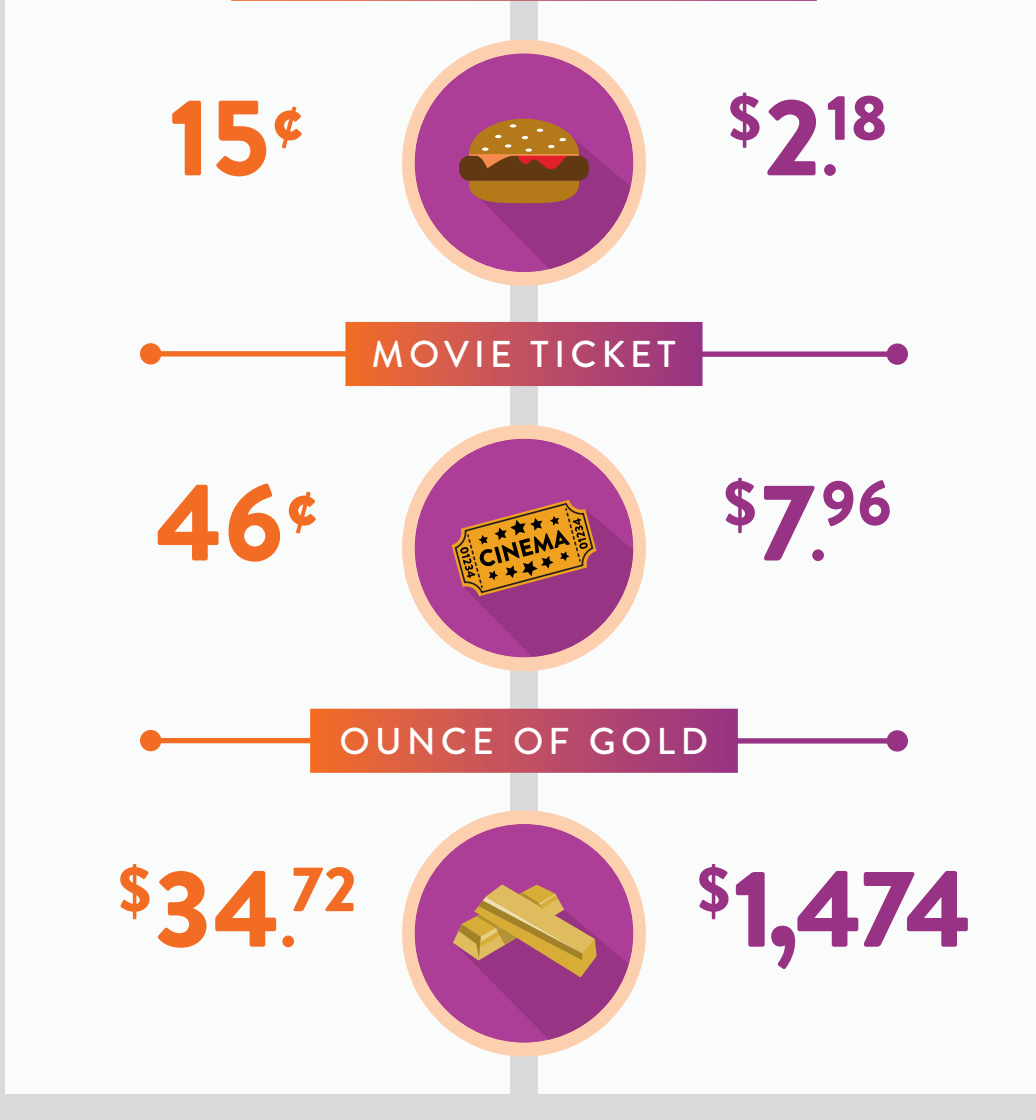 15¢ $2.18
MOVIE TICKET
46¢ $7.96
01234 CINEMA 01234
OUNCE OF GOLD
$34.72 $1,474